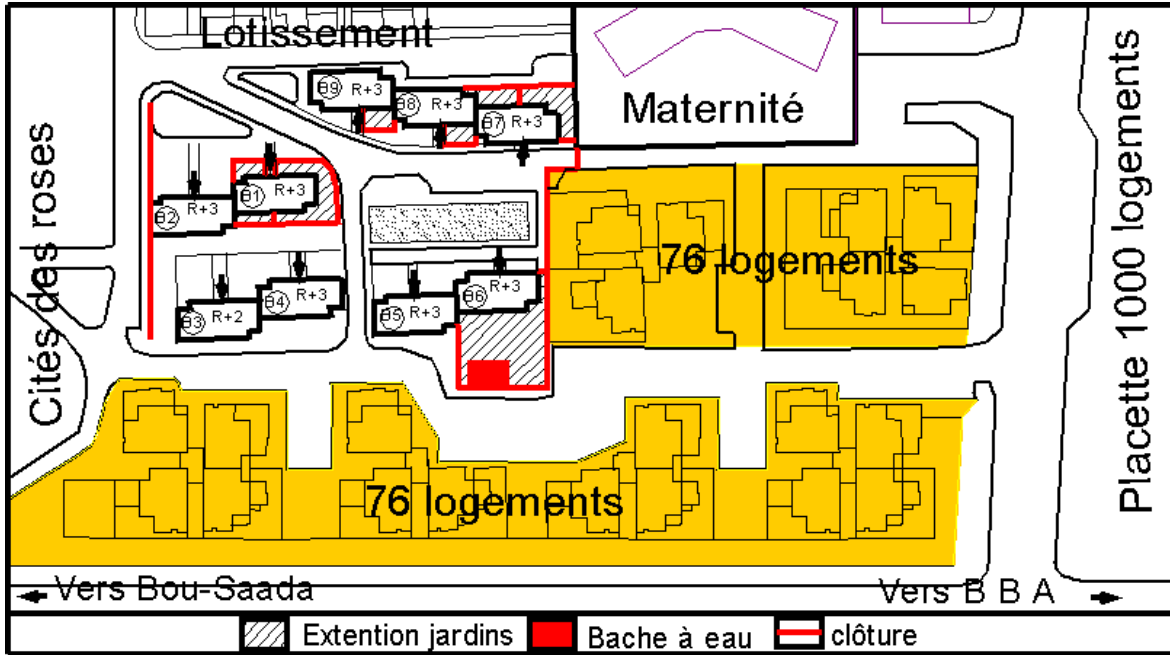 Lotissement
Maternité
Cités des roses
Placette 1000 logements
B9 R+3
B8 R+3
B7 R+3
B1 R+3
B2 R+3
B4 R+3
B3 R+2
B6 R+3
B5 R+3
76 logements
76 logements
Vers Bou-Saada
Vers B B A
Extention jardins
Bache à eau
clôture